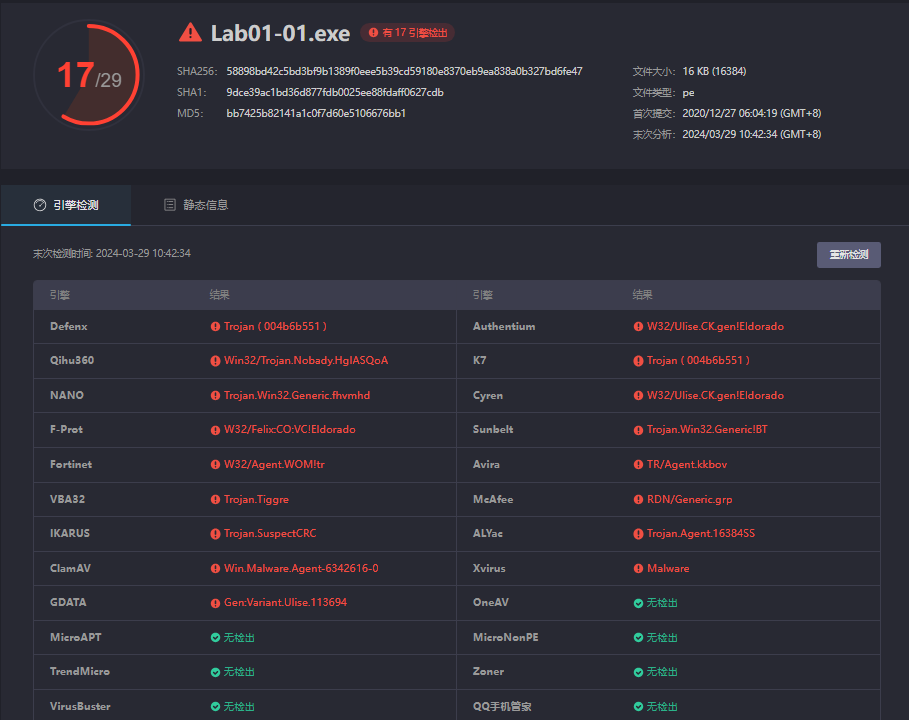 17/29
Lab01-01.exe 有 17 引擎检出
SHA256: 58898bd42c5bd3bf9b1389f0eee5b39cd59180e8370eb9ea838a0b327bd6fe47
SHA1: 9dce39ac1bd36d877fdb0025ee88fdaff0627cdb
MD5: bb7425b82141a1c0f7d60e5106676bb1
文件大小: 16 KB (16384)
文件类型: pe
首次提交: 2020/12/27 06:04:19 (GMT+8)
末次分析: 2024/03/29 10:42:34 (GMT+8)
引擎检测 静态信息
末次检测时间: 2024-03-29 10:42:34 重新检测
引擎 结果 引擎 结果
Defenx Trojan ( 004b6b551 ) Authentium W32/Ulise.CK.gen!Eldorado
Qihu360 Win32/Trojan.Nobady.HgIASQoA K7 Trojan ( 004b6b551 )
NANO Trojan.Win32.Generic.fhvmhd Cyren W32/Ulise.CK.gen!Eldorado
F-Prot W32/Felix:CO:VC!Eldorado Sunbelt Trojan.Win32.Generic!BT
Fortinet W32/Agent.WOM!tr Avira TR/Agent.kkbov
VBA32 Trojan.Tiggre McAfee RDN/Generic.grp
IKARUS Trojan.SuspectCRC ALYac Trojan.Agent.16384SS
ClamAV Win.Malware.Agent-6342616-0 Xvirus Malware
GDATA Gen:Variant.Ulise.113694 OneAV 无检出
MicroAPT 无检出 MicroNonPE 无检出
TrendMicro 无检出 Zoner 无检出
VirusBuster 无检出 QQ手机管家 无检出